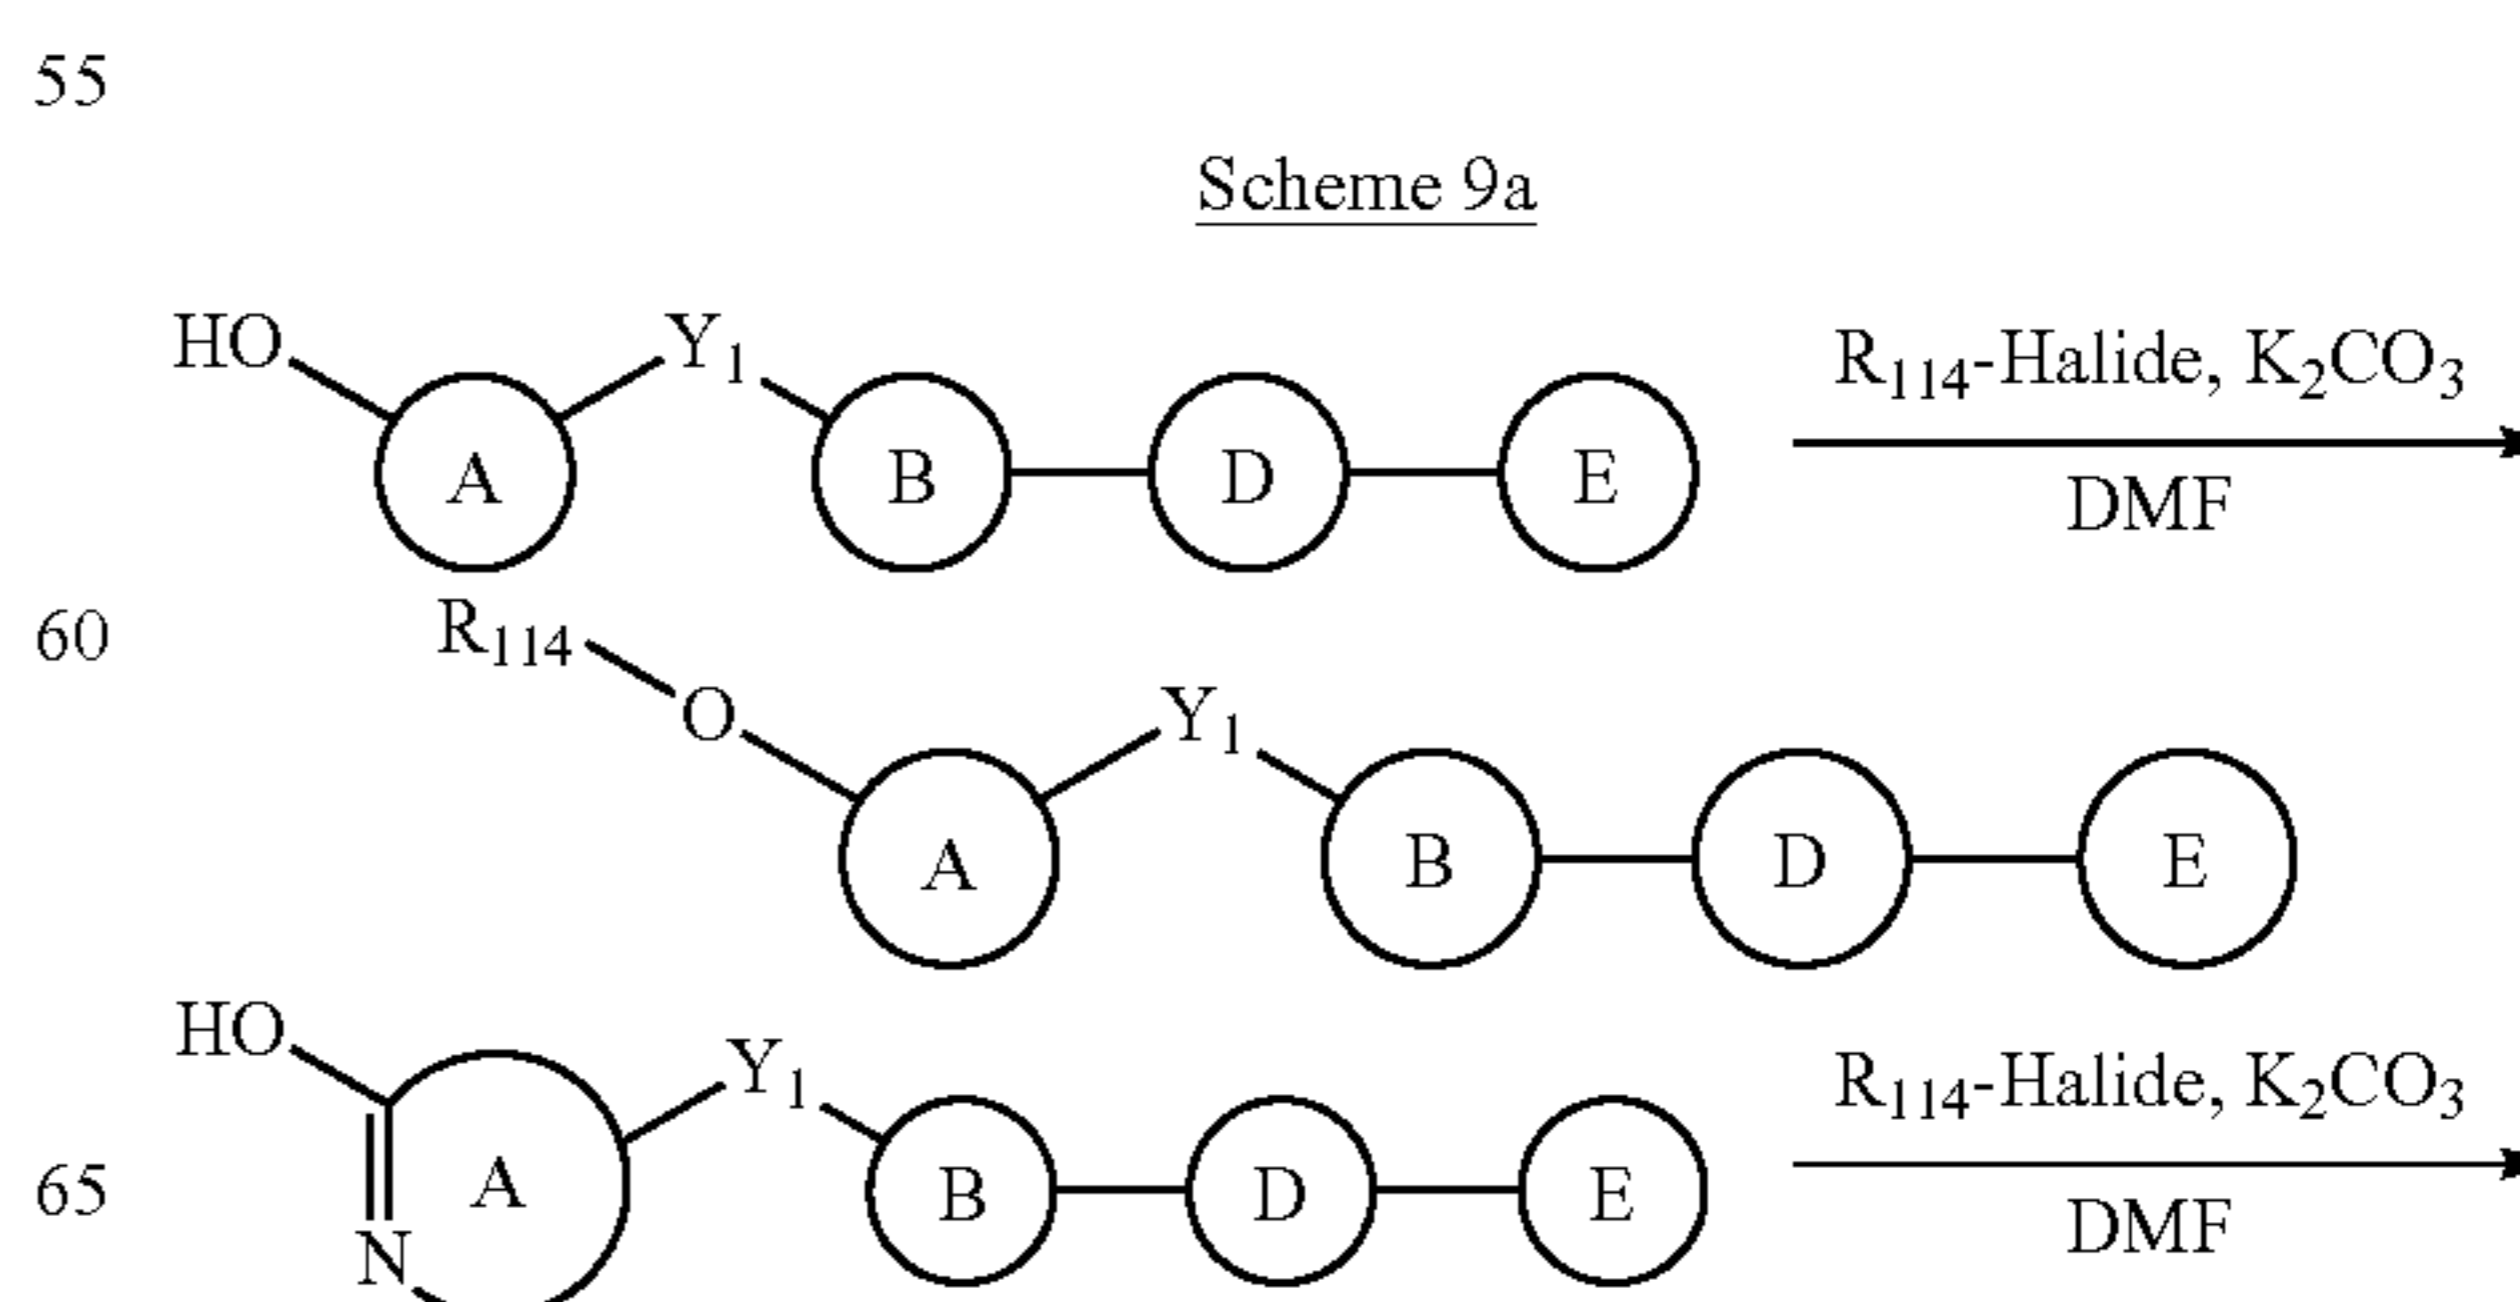 55
Scheme 9a
HO Y1 R114-Halide, K2CO3
A B D E
DMF
60 R114
O Y1
A B D E
HO Y1 R114-Halide, K2CO3
65 A B D E
DMF
N